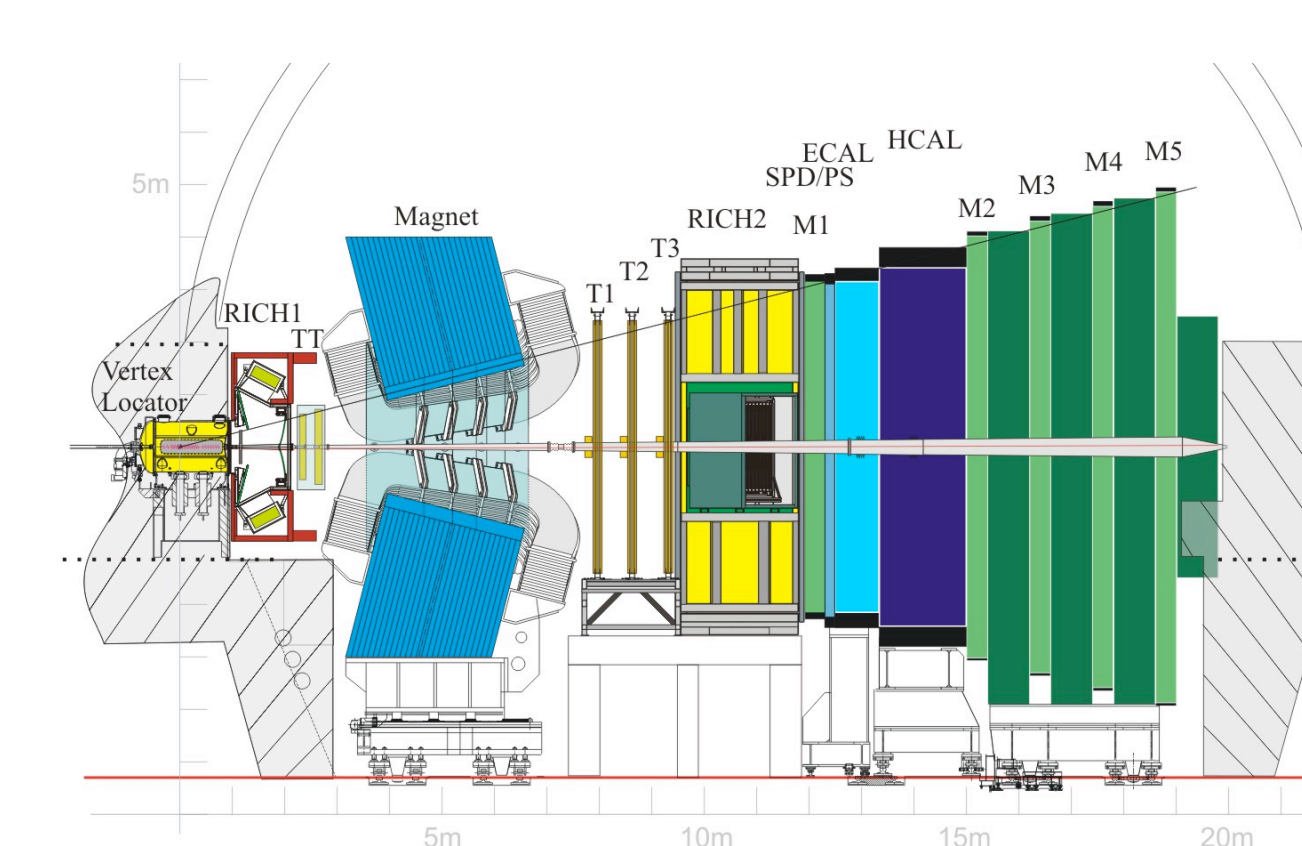 ECAL
HCAL
SPD/PS
M4
M5
5m
M3
Magnet
RICH2
M1
M2
T3
T2
T1
RICH1
TT
Vertex
Locator
5m
10m
15m
20m